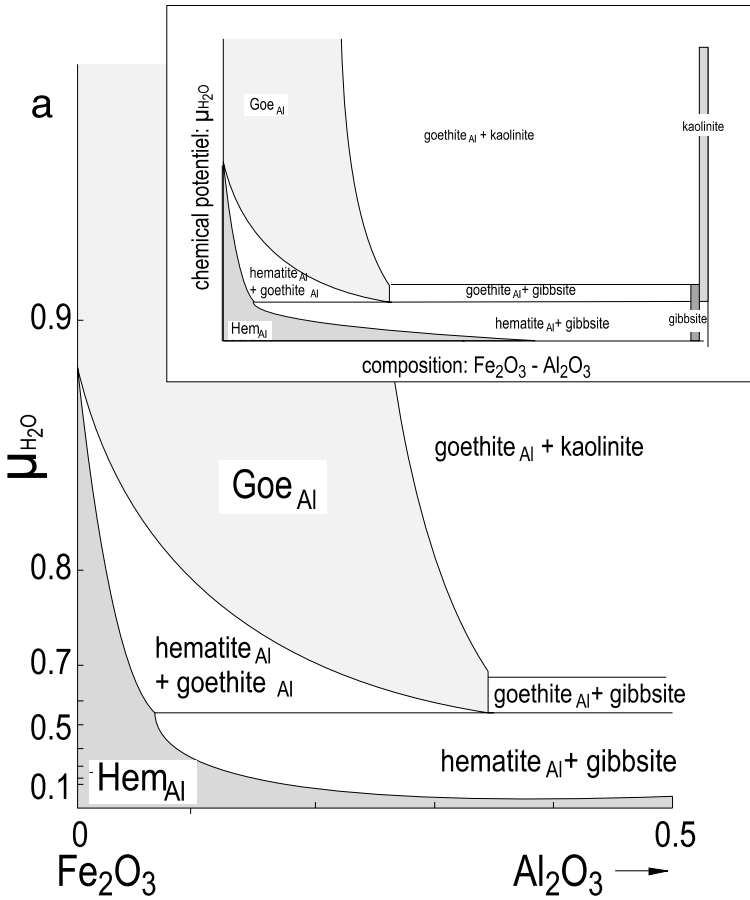 a
chemical potentiel: μH₂O
Goe Al
goethite Al + kaolinite
kaolinite
hematite Al
+ goethite Al
goethite Al + gibbsite
gibbsite
Hem Al
hematite Al + gibbsite
composition: Fe₂O₃ - Al₂O₃
μH₂O
0.9
0.8
0.7
0.5
0.1
goethite Al + kaolinite
Goe Al
hematite Al
+ goethite Al
goethite Al + gibbsite
hematite Al + gibbsite
Hem Al
0
0.5
Fe₂O₃
Al₂O₃